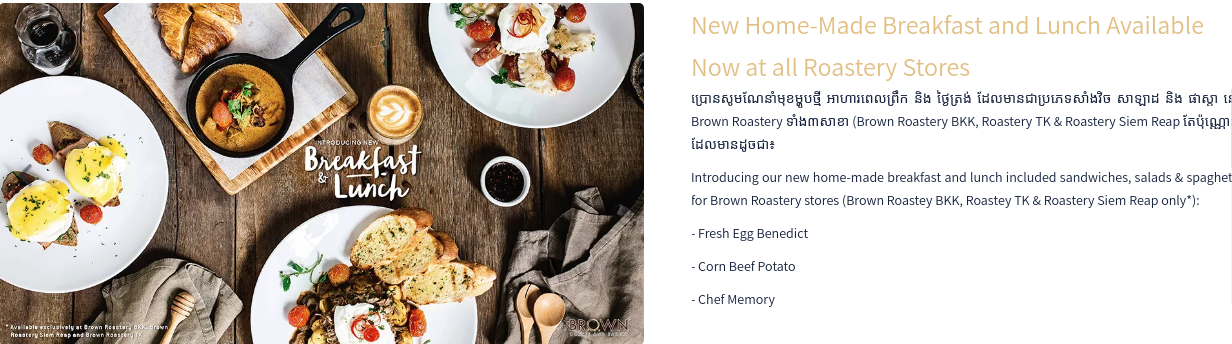 INTRODUCING NEW
Breakfast
& Lunch
* Available exclusively at Brown Roastery BKK, Brown
Roastery Siem Reap and Brown Roastery TK
BROWN
New Home-Made Breakfast and Lunch Available
Now at all Roastery Stores
ប្រោនសូមណែនាំមុខម្ហូបថ្មី អាហារពេលព្រឹក និង ថ្ងៃត្រង់ ដែលមានជាប្រភេទសាំងវិច សាឡាដ និង ផាស្តា
Brown Roastery ទាំង៣សាខា (Brown Roastery BKK, Roastery TK & Roastery Siem Reap តែប៉ុណ្ណោ
ដែលមានដូចជា៖
Introducing our new home-made breakfast and lunch included sandwiches, salads & spaghet
for Brown Roastery stores (Brown Roastey BKK, Roastey TK & Roastery Siem Reap only*):
- Fresh Egg Benedict
- Corn Beef Potato
- Chef Memory